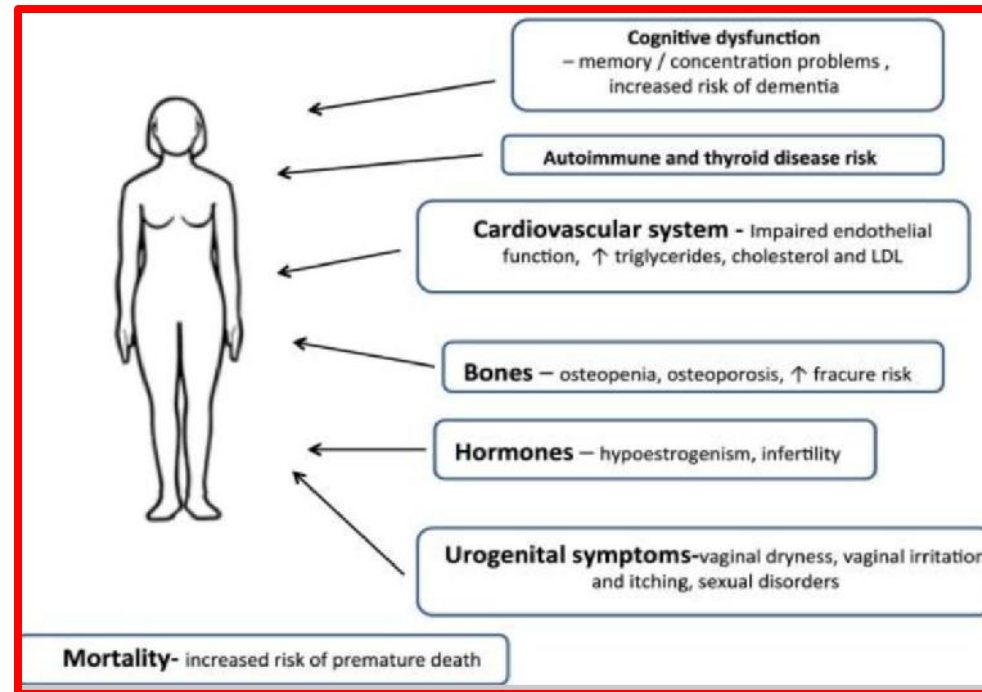 Cognitive dysfunction
– memory / concentration problems ,
increased risk of dementia
Autoimmune and thyroid disease risk
Cardiovascular system - Impaired endothelial
function, ↑ triglycerides, cholesterol and LDL
Bones – osteopenia, osteoporosis, ↑ fracure risk
Hormones – hypoestrogenism, infertility
Urogenital symptoms-vaginal dryness, vaginal irritation
and itching, sexual disorders
Mortality- increased risk of premature death